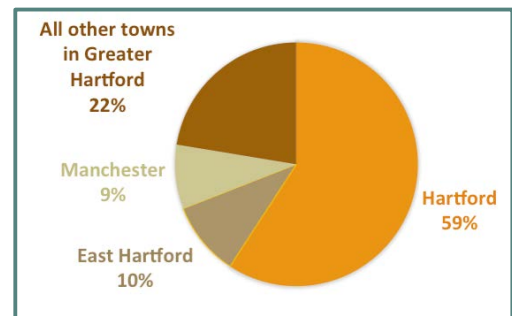 All other towns
in Greater
Hartford
22%
Manchester
9%
East Hartford
10%
Hartford
59%